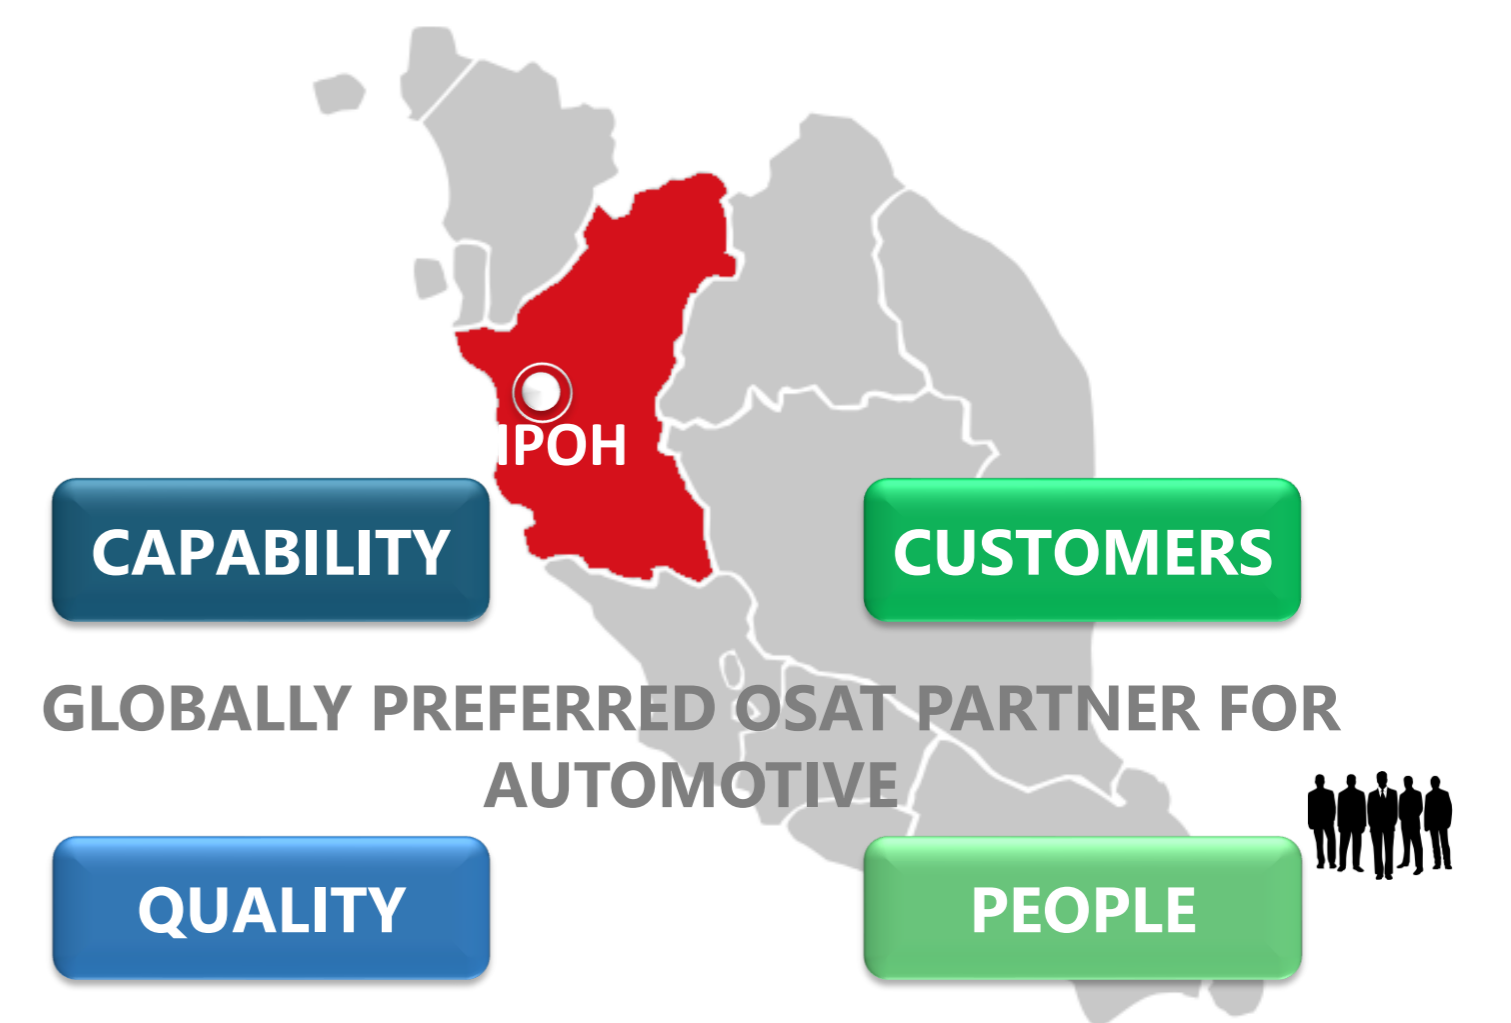 IPOH
CAPABILITY
CUSTOMERS
GLOBALLY PREFERRED OSAT PARTNER FOR
AUTOMOTIVE
QUALITY
PEOPLE